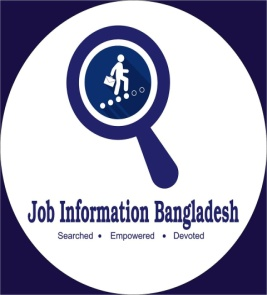 Job Information Bangladesh
Searched • Empowered • Devoted